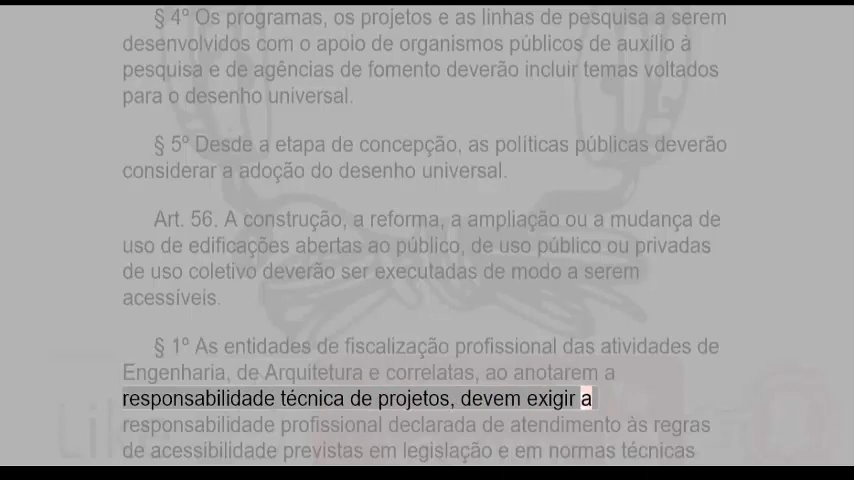 § 4º Os programas, os projetos e as linhas de pesquisa a serem
desenvolvidos com o apoio de organismos públicos de auxílio à
pesquisa e de agências de fomento deverão incluir temas voltados
para o desenho universal.
§ 5º Desde a etapa de concepção, as políticas públicas deverão
considerar a adoção do desenho universal.
Art. 56. A construção, a reforma, a ampliação ou a mudança de
uso de edificações abertas ao público, de uso público ou privadas
de uso coletivo deverão ser executadas de modo a serem
acessíveis.
§ 1º As entidades de fiscalização profissional das atividades de
Engenharia, de Arquitetura e correlatas, ao anotarem a
responsabilidade técnica de projetos, devem exigir a
responsabilidade profissional declarada de atendimento às regras
de acessibilidade previstas em legislação e em normas técnicas